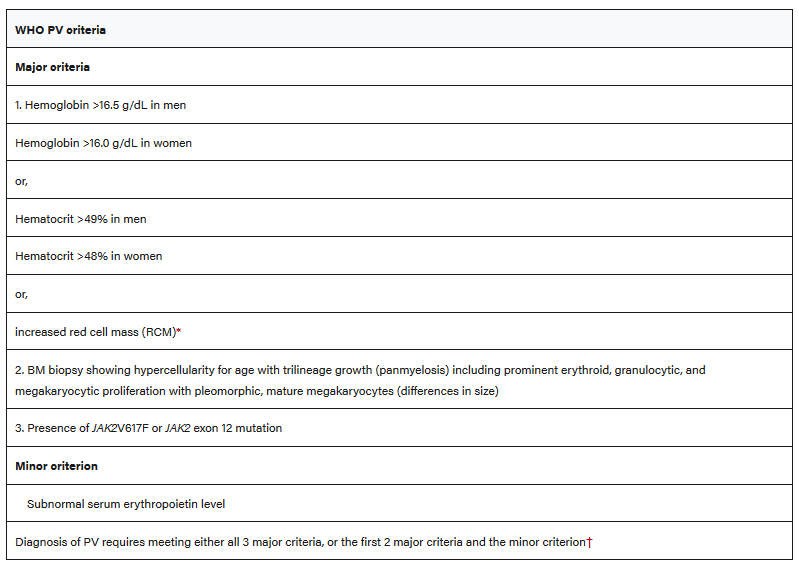 WHO PV criteria
Major criteria
1. Hemoglobin >16.5 g/dL in men
Hemoglobin >16.0 g/dL in women
or,
Hematocrit >49% in men
Hematocrit >48% in women
or,
increased red cell mass (RCM)*
2. BM biopsy showing hypercellularity for age with trilineage growth (panmyelosis) including prominent erythroid, granulocytic, and
megakaryocytic proliferation with pleomorphic, mature megakaryocytes (differences in size)
3. Presence of JAK2V617F or JAK2 exon 12 mutation
Minor criterion
Subnormal serum erythropoietin level
Diagnosis of PV requires meeting either all 3 major criteria, or the first 2 major criteria and the minor criterion†